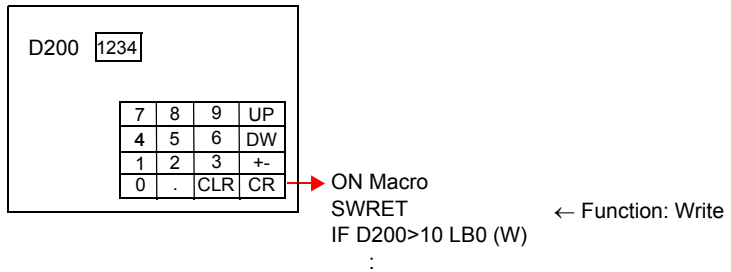 D200 1234
7 8 9 UP
4 5 6 DW
1 2 3 +-
0 . CLR CR
ON Macro
SWRET ← Function: Write
IF D200>10 LB0 (W)
: